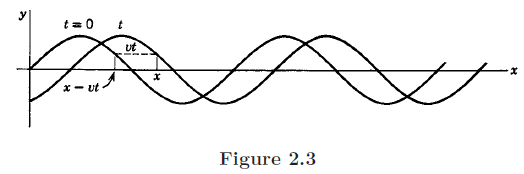 y
t = 0
t
vt
x
x − vt
x
Figure 2.3